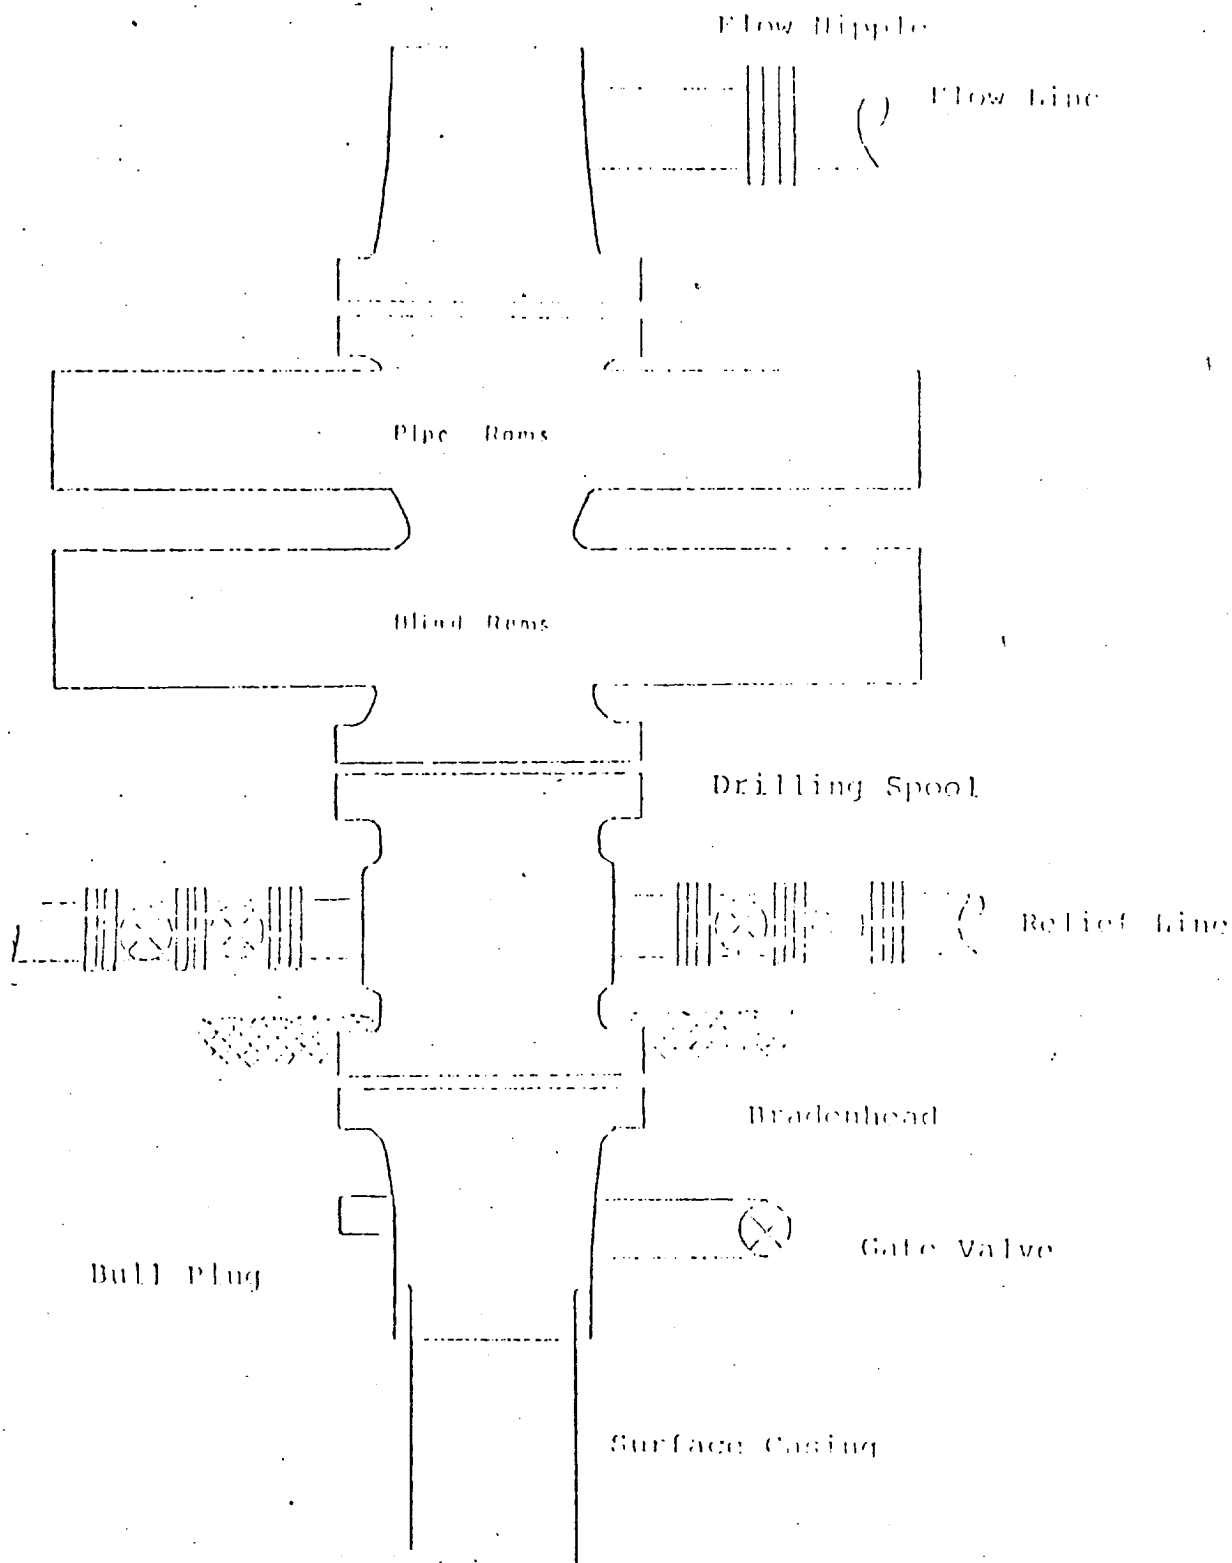 Flow Nipple
Flow Line
Pipe Rams
Blind Rams
Drilling Spool
Relief Line
Bradenhead
Gate Valve
Bull Plug
Surface Casing